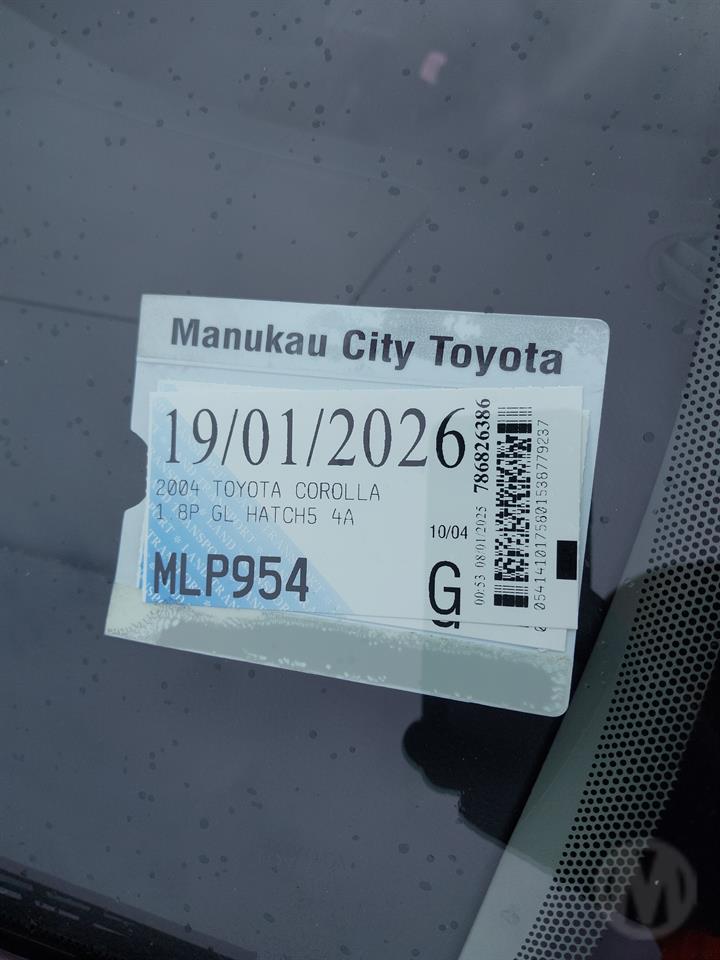 Manukau City Toyota
19/01/2026
2004 TOYOTA COROLLA
1.8P GL HATCH5 4A
MLP954
10/04
G
00:53 08/01/2025
786826386
M